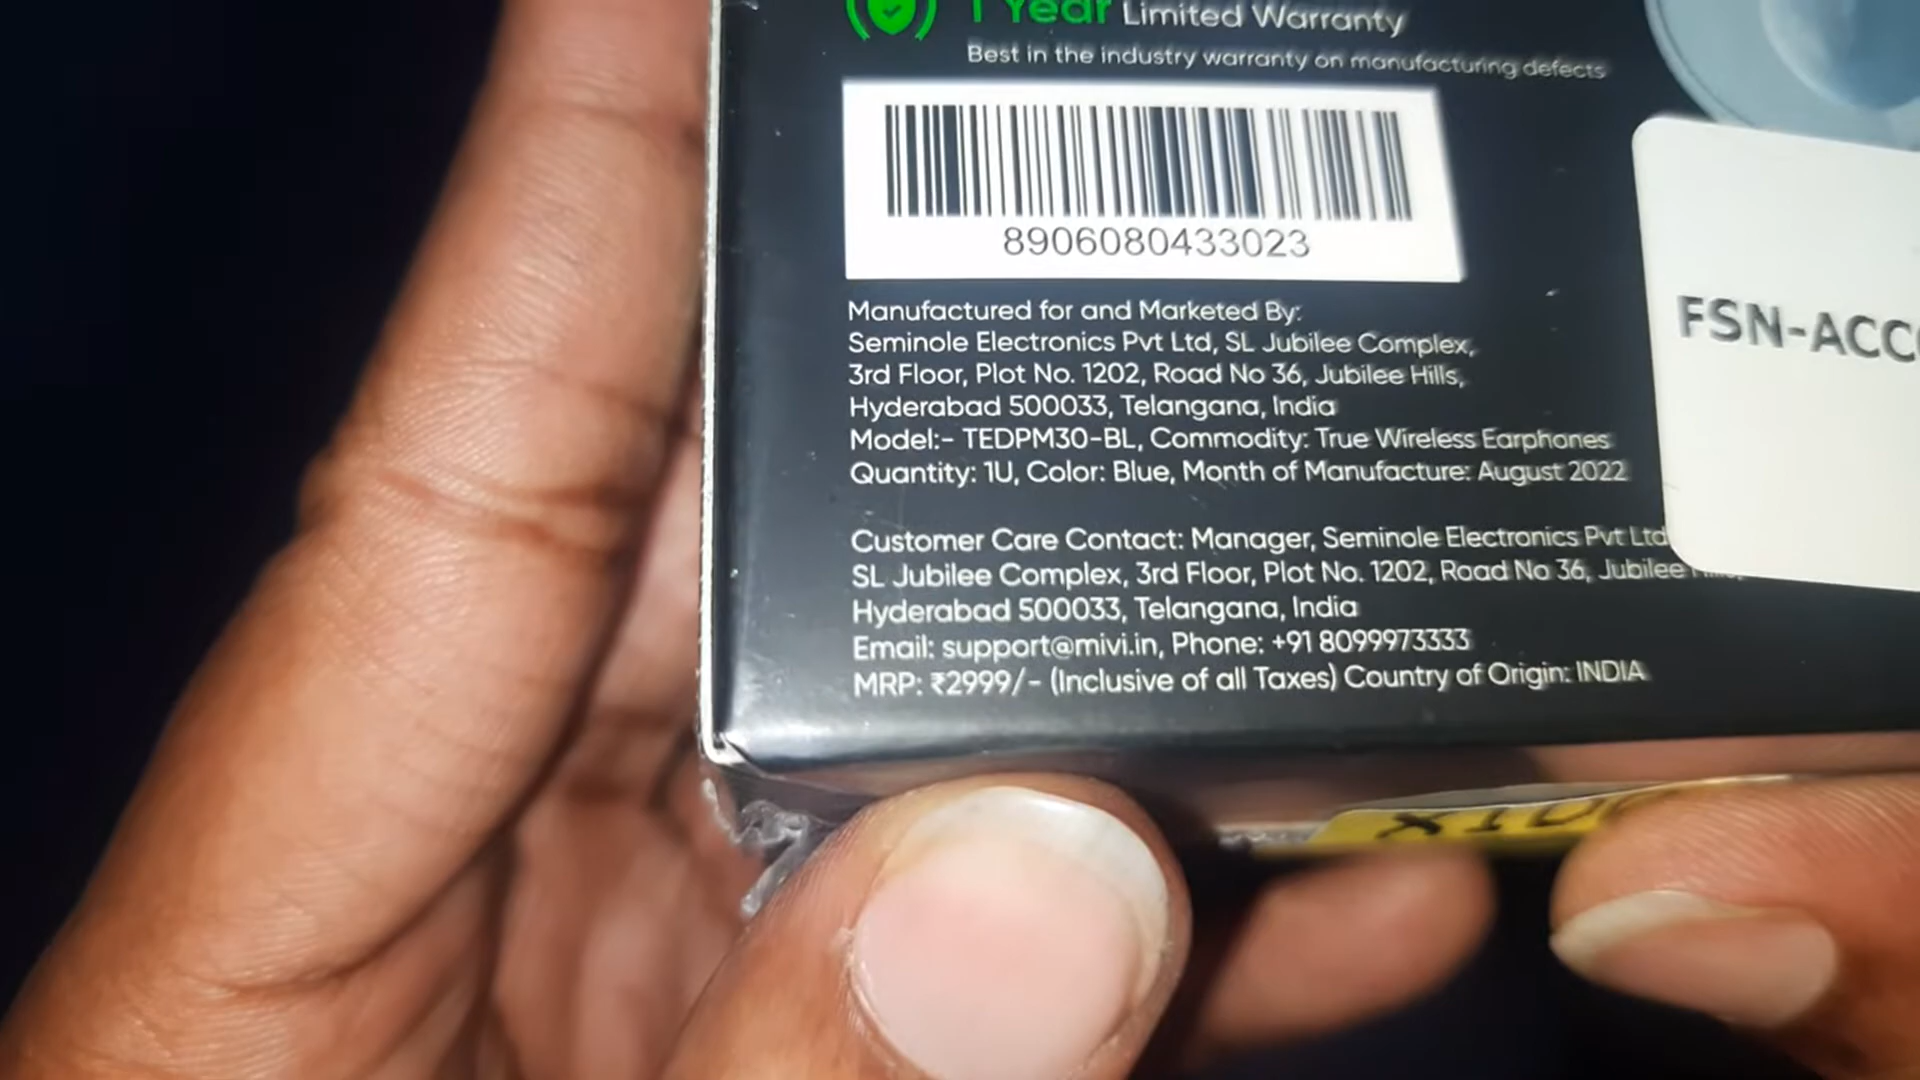 1 Year Limited Warranty
Best in the industry warranty on manufacturing defects
8906080433023
Manufactured for and Marketed By:
Seminole Electronics Pvt Ltd, SL Jubilee Complex,
3rd Floor, Plot No. 1202, Road No 36, Jubilee Hills,
Hyderabad 500033, Telangana, India
Model:- TEDPM30-BL, Commodity: True Wireless Earphones
Quantity: 1U, Color: Blue, Month of Manufacture: August 2022
Customer Care Contact: Manager, Seminole Electronics Pvt Ltd
SL Jubilee Complex, 3rd Floor, Plot No. 1202, Road No 36, Jubilee
Hyderabad 500033, Telangana, India
Email: support@mivi.in, Phone: +91 8099973333
MRP: ₹2999/- (Inclusive of all Taxes) Country of Origin: INDIA
FSN-ACC